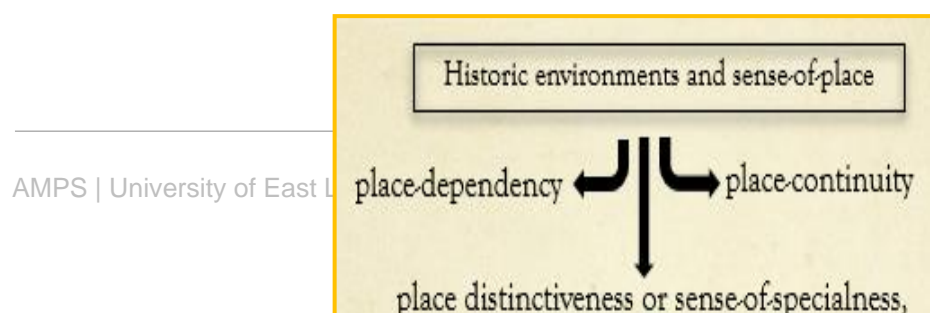 Historic environments and sense-of-place
AMPS | University of East L
place-dependency place-continuity
place distinctiveness or sense-of-specialness,